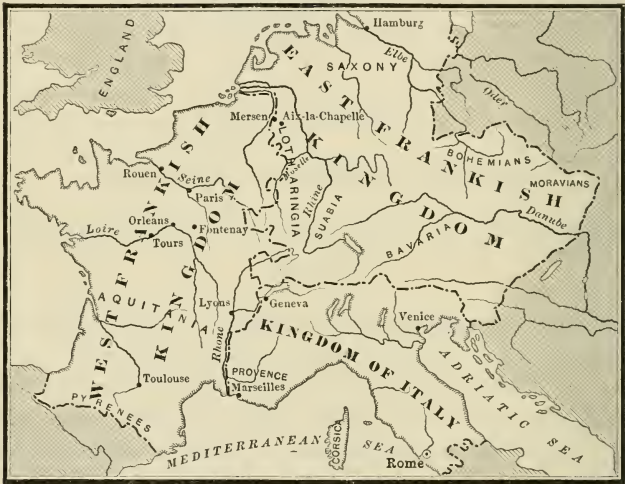 Hamburg
ENGLAND
Elbe
SAXONY
Oder
EAST FRANKISH KINGDOM
Mersen
Aix-la-Chapelle
LOTHARINGIA
BOHEMIANS
MORAVIANS
Rouen
Seine
Paris
Moselle
Rhine
SUABIA
Danube
BAVARIA
Orleans
Fontenay
Loire
Tours
WEST FRANKISH KINGDOM
AQUITANIA
Lyons
Geneva
Venice
KINGDOM OF ITALY
Rhone
PROVENCE
Marseilles
Toulouse
PYRENEES
ADRIATIC SEA
MEDITERRANEAN SEA
CORSICA
Rome